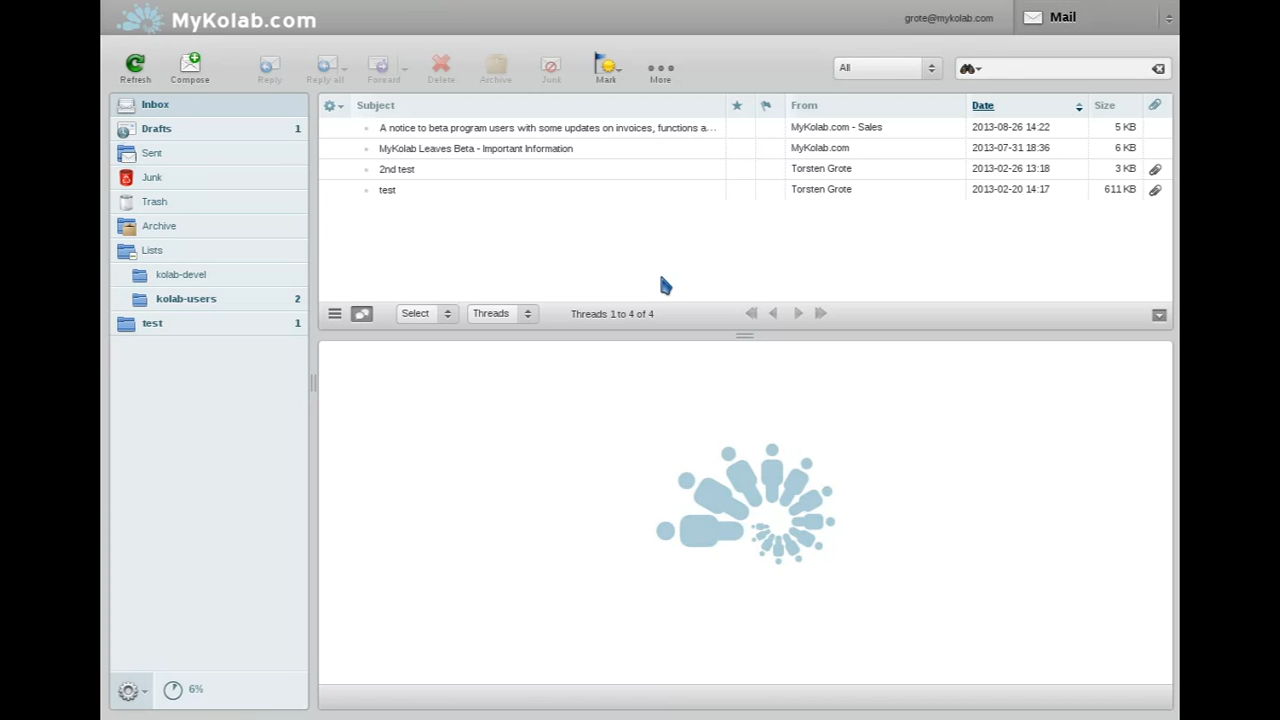 MyKolab.com
grote@mykolab.com
Mail
Refresh
Compose
Reply
Reply all
Forward
Delete
Archive
Junk
Mark
More
All
Inbox
Drafts 1
Sent
Junk
Trash
Archive
Lists
kolab-devel
kolab-users 2
test 1
6%
Subject From Date Size
A notice to beta program users with some updates on invoices, functions a... MyKolab.com - Sales 2013-08-26 14:22 5 KB
MyKolab Leaves Beta - Important Information MyKolab.com 2013-07-31 18:36 6 KB
2nd test Torsten Grote 2013-02-26 13:18 3 KB
test Torsten Grote 2013-02-20 14:17 611 KB
Select Threads Threads 1 to 4 of 4